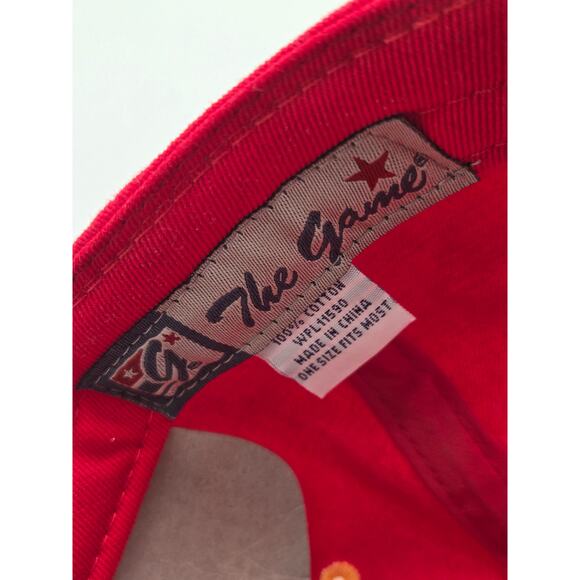 The Game®
G
100% COTTON
WPL11590
MADE IN CHINA
ONE SIZE FITS MOST